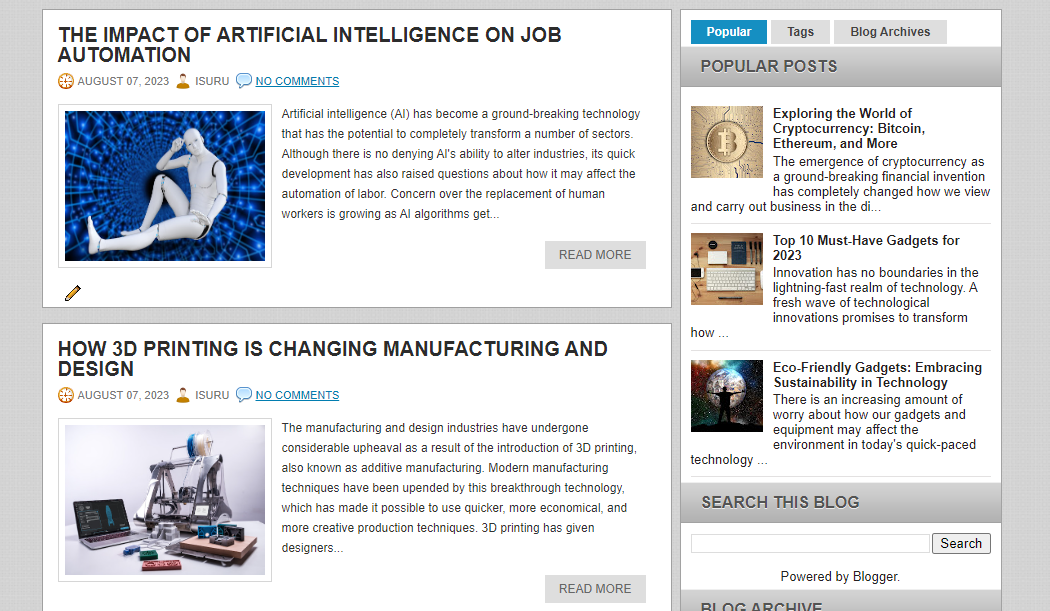 THE IMPACT OF ARTIFICIAL INTELLIGENCE ON JOB
AUTOMATION
AUGUST 07, 2023 ISURU NO COMMENTS
Artificial intelligence (AI) has become a ground-breaking technology
that has the potential to completely transform a number of sectors.
Although there is no denying AI's ability to alter industries, its quick
development has also raised questions about how it may affect the
automation of labor. Concern over the replacement of human
workers is growing as AI algorithms get...
READ MORE
HOW 3D PRINTING IS CHANGING MANUFACTURING AND
DESIGN
AUGUST 07, 2023 ISURU NO COMMENTS
The manufacturing and design industries have undergone
considerable upheaval as a result of the introduction of 3D printing,
also known as additive manufacturing. Modern manufacturing
techniques have been upended by this breakthrough technology,
which has made it possible to use quicker, more economical, and
more creative production techniques. 3D printing has given
designers...
READ MORE
Popular Tags Blog Archives
POPULAR POSTS
Exploring the World of
Cryptocurrency: Bitcoin,
Ethereum, and More
The emergence of cryptocurrency as
a ground-breaking financial invention
has completely changed how we view
and carry out business in the di...
Top 10 Must-Have Gadgets for
2023
Innovation has no boundaries in the
lightning-fast realm of technology. A
fresh wave of technological
innovations promises to transform
how ...
Eco-Friendly Gadgets: Embracing
Sustainability in Technology
There is an increasing amount of
worry about how our gadgets and
equipment may affect the
environment in today's quick-paced
technology ...
SEARCH THIS BLOG
Search
Powered by Blogger.
BLOG ARCHIVE